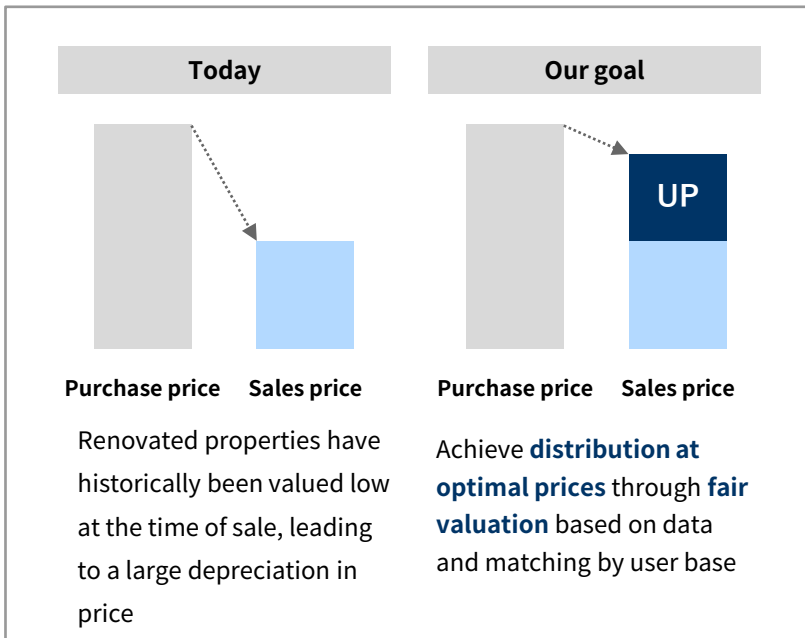 Today
Purchase price Sales price
Renovated properties have
historically been valued low
at the time of sale, leading
to a large depreciation in
price
Our goal
UP
Purchase price Sales price
Achieve distribution at
optimal prices through fair
valuation based on data
and matching by user base